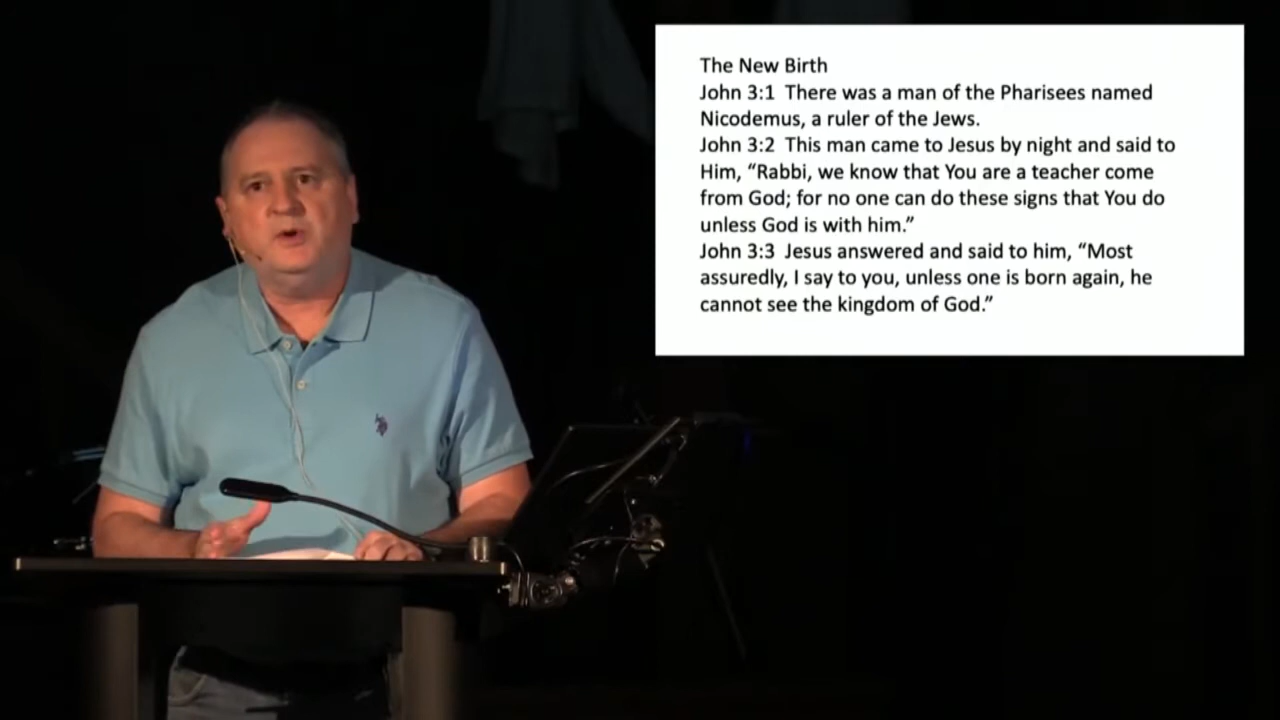 The New Birth
John 3:1  There was a man of the Pharisees named
Nicodemus, a ruler of the Jews.
John 3:2  This man came to Jesus by night and said to
Him, “Rabbi, we know that You are a teacher come
from God; for no one can do these signs that You do
unless God is with him.”
John 3:3  Jesus answered and said to him, “Most
assuredly, I say to you, unless one is born again, he
cannot see the kingdom of God.”